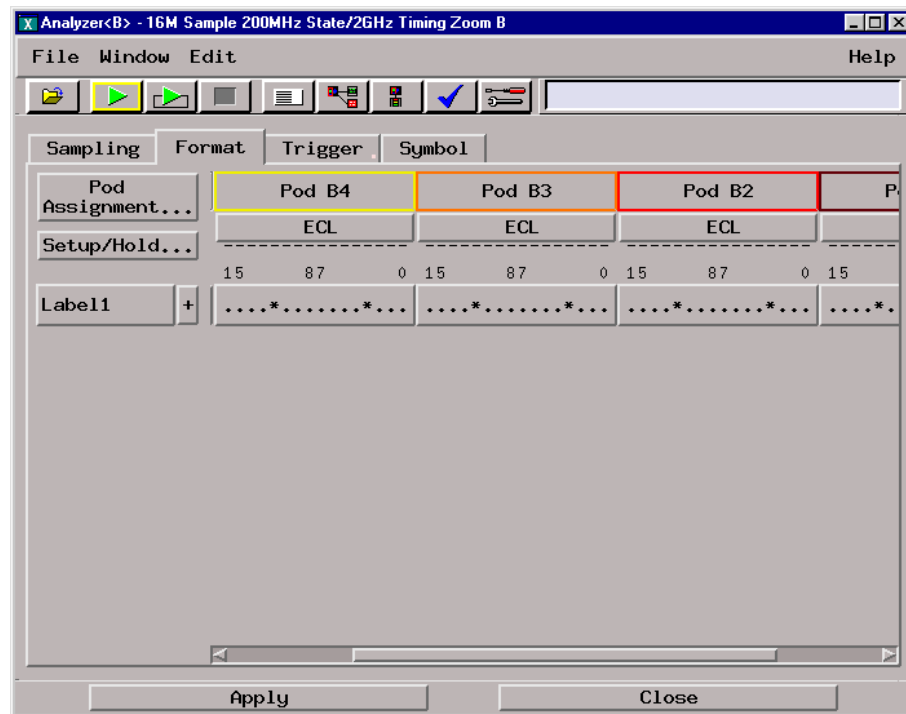 X Analyzer<B> - 16M Sample 200MHz State/2GHz Timing Zoom B
File Window Edit Help
Sampling Format Trigger Symbol
Pod Assignment... Pod B4 Pod B3 Pod B2 P
Setup/Hold... ECL ECL ECL
15 87 0 15 87 0 15 87 0 15
Label1 + ....*.......*... ....*.......*... ....*.......*... ....*.
Apply Close